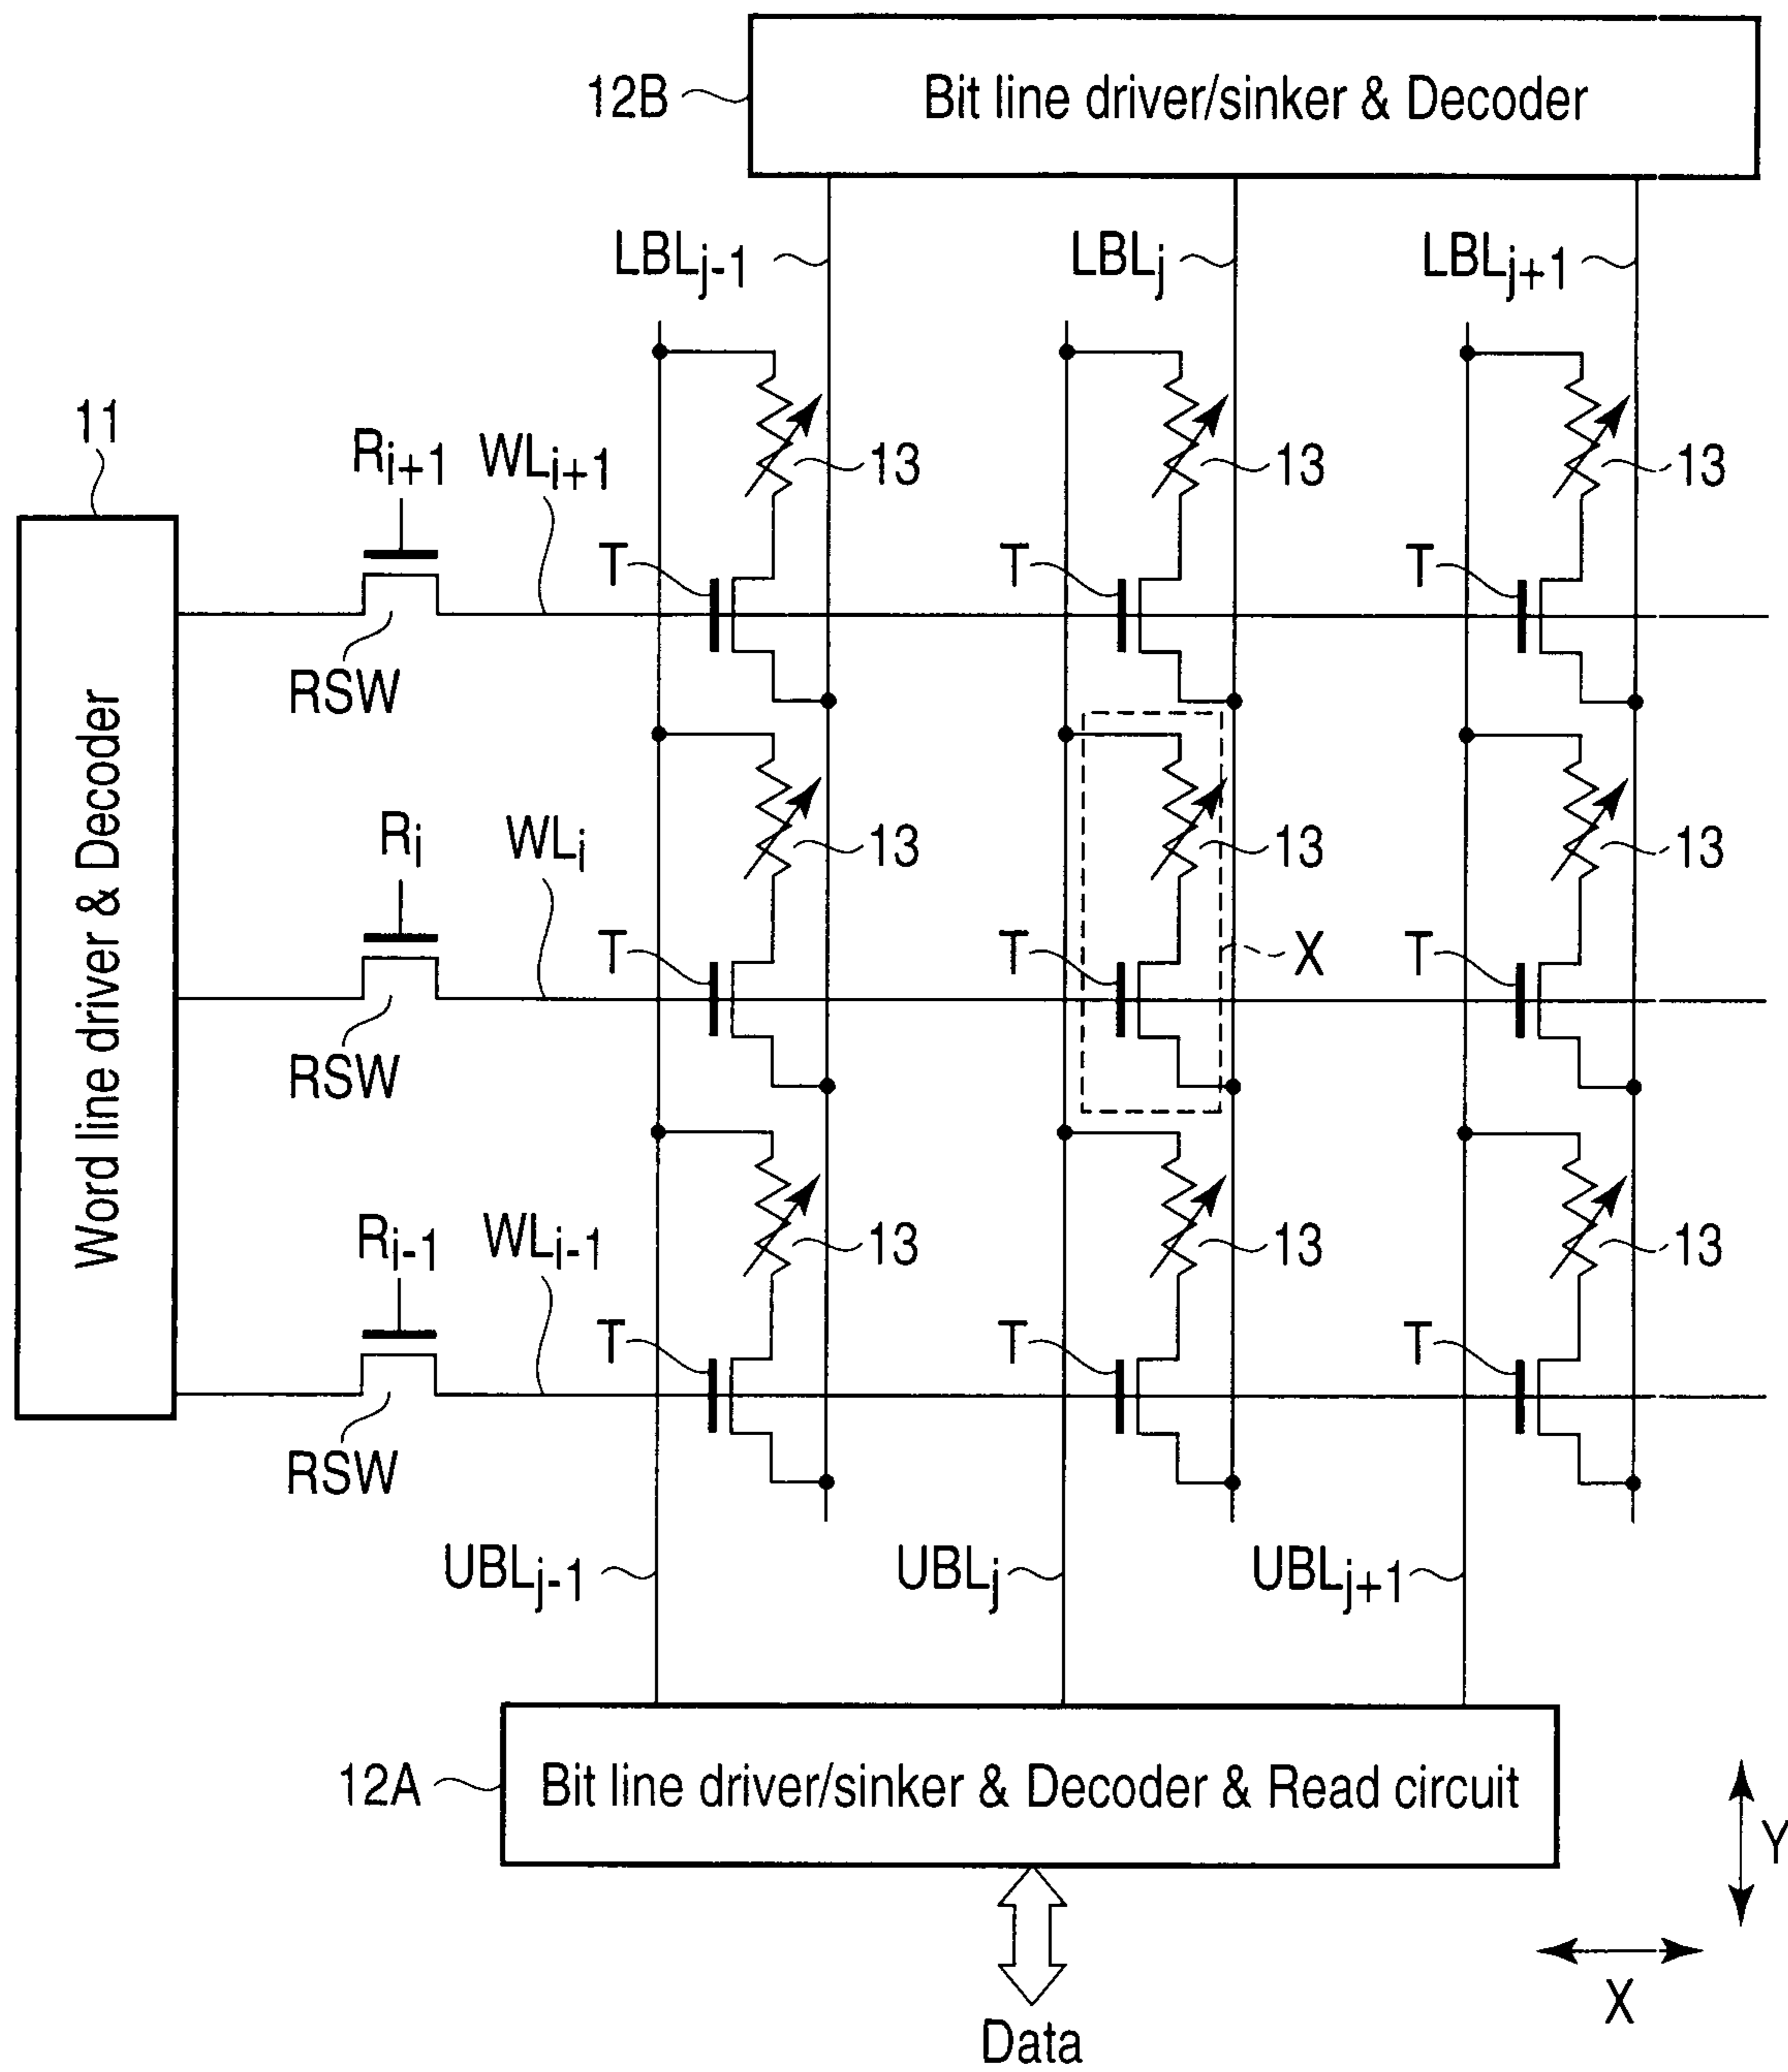 12B
Bit line driver/sinker & Decoder
LBLj-1
LBLj
LBLj+1
11
Ri+1
WLi+1
13
13
13
T
T
T
RSW
Word line driver & Decoder
Ri
WLi
13
13
13
T
T
X
T
RSW
Ri-1
WLi-1
13
13
13
T
T
T
RSW
UBLj-1
UBLj
UBLj+1
12A
Bit line driver/sinker & Decoder & Read circuit
Y
X
Data